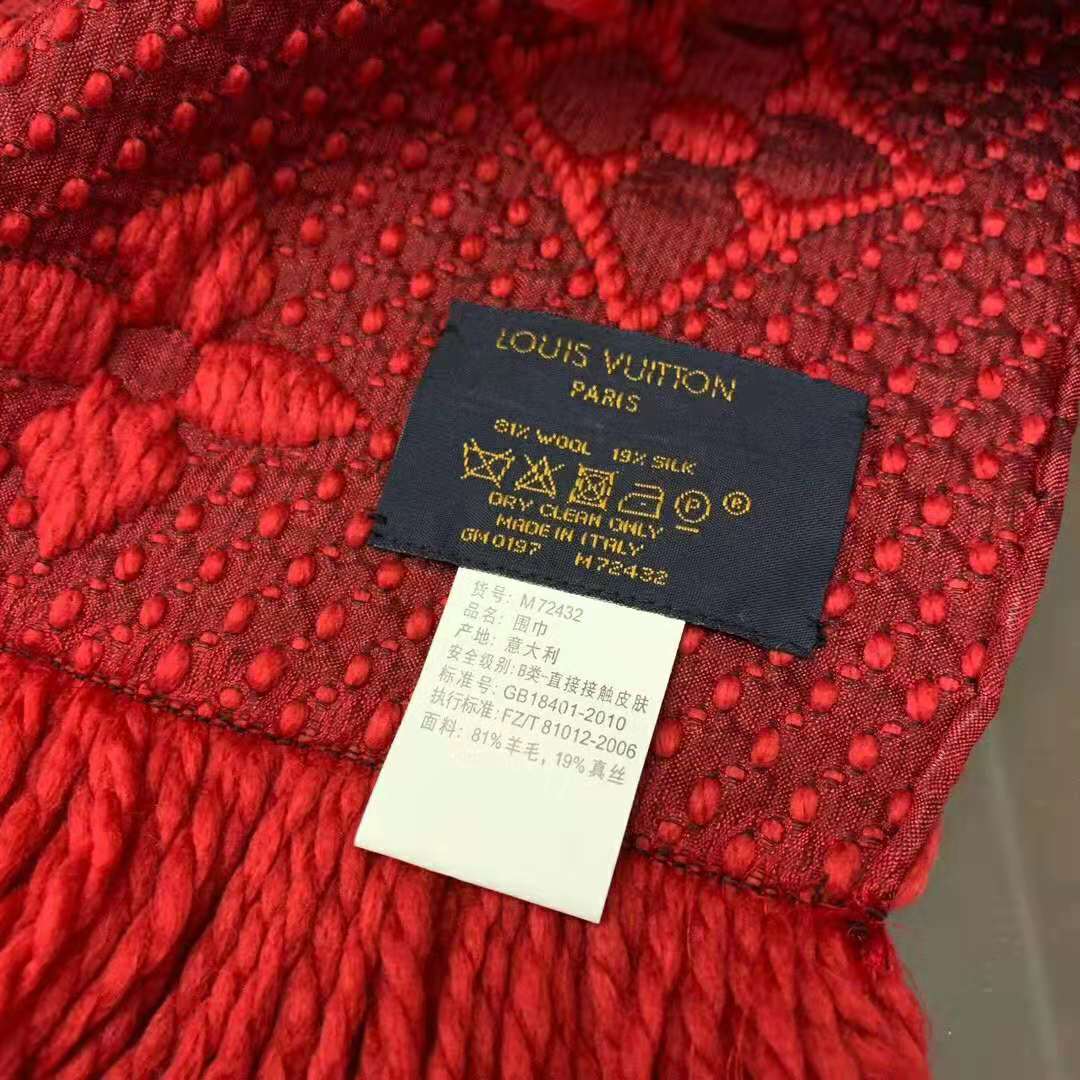 LOUIS VUITTON
PARIS
81% WOOL 19% SILK
P R
DRY CLEAN ONLY
MADE IN ITALY
GM0197 M72432
货号: M72432
品名: 围巾
产地: 意大利
安全级别: B类-直接接触皮肤
标准号: GB18401-2010
执行标准: FZ/T 81012-2006
面料: 81%羊毛, 19%真丝